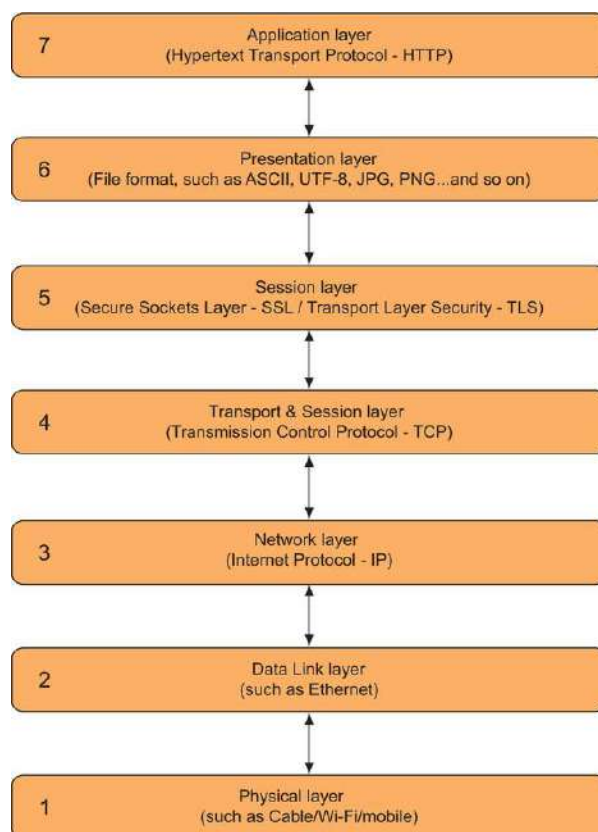 7
Application layer
(Hypertext Transport Protocol - HTTP)
6
Presentation layer
(File format, such as ASCII, UTF-8, JPG, PNG...and so on)
5
Session layer
(Secure Sockets Layer - SSL / Transport Layer Security - TLS)
4
Transport & Session layer
(Transmission Control Protocol - TCP)
3
Network layer
(Internet Protocol - IP)
2
Data Link layer
(such as Ethernet)
1
Physical layer
(such as Cable/Wi-Fi/mobile)